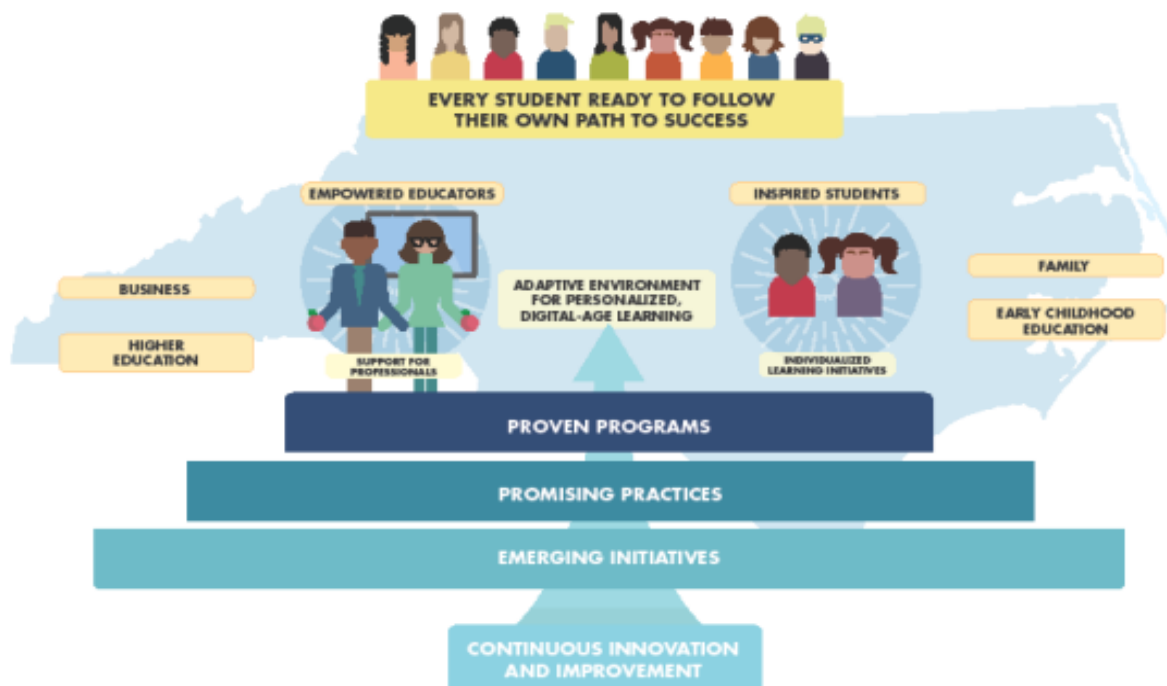 EVERY STUDENT READY TO FOLLOW
THEIR OWN PATH TO SUCCESS
EMPOWERED EDUCATORS
INSPIRED STUDENTS
BUSINESS
HIGHER
EDUCATION
ADAPTIVE ENVIRONMENT
FOR PERSONALIZED,
DIGITAL-AGE LEARNING
FAMILY
EARLY CHILDHOOD
EDUCATION
SUPPORT FOR
PROFESSIONALS
INDIVIDUALIZED
LEARNING INITIATIVES
PROVEN PROGRAMS
PROMISING PRACTICES
EMERGING INITIATIVES
CONTINUOUS INNOVATION
AND IMPROVEMENT